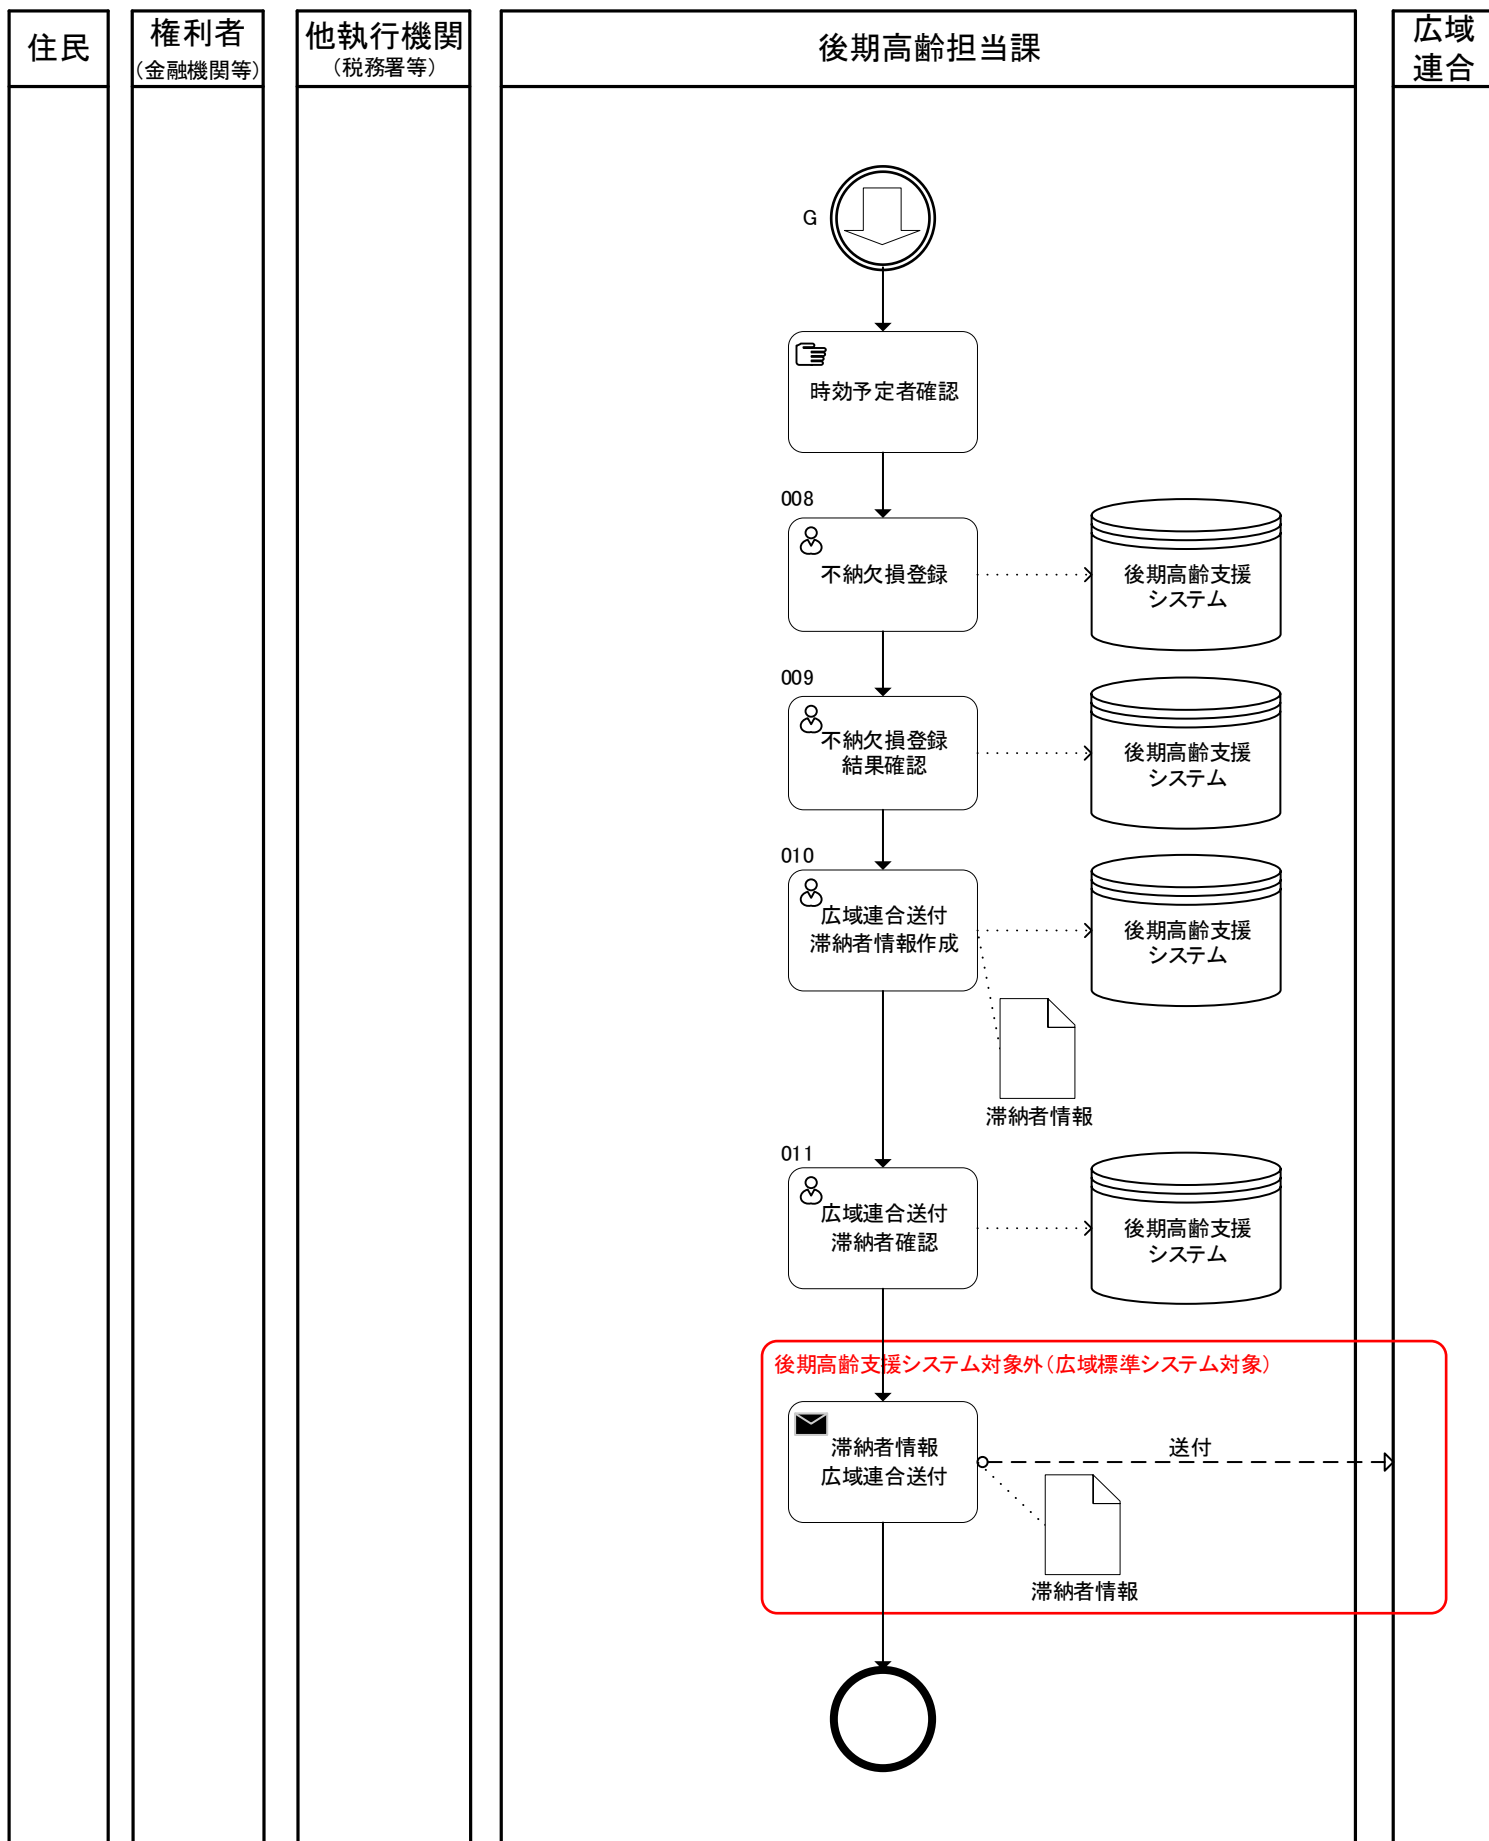 住民
権利者
（金融機関等）
他執行機関
（税務署等）
後期高齢担当課
広域
連合
G
時効予定者確認
008
不納欠損登録
後期高齢支援
システム
009
不納欠損登録
結果確認
後期高齢支援
システム
010
広域連合送付
滞納者情報作成
後期高齢支援
システム
滞納者情報
011
広域連合送付
滞納者確認
後期高齢支援
システム
後期高齢支援システム対象外（広域標準システム対象）
滞納者情報
広域連合送付
送付
滞納者情報